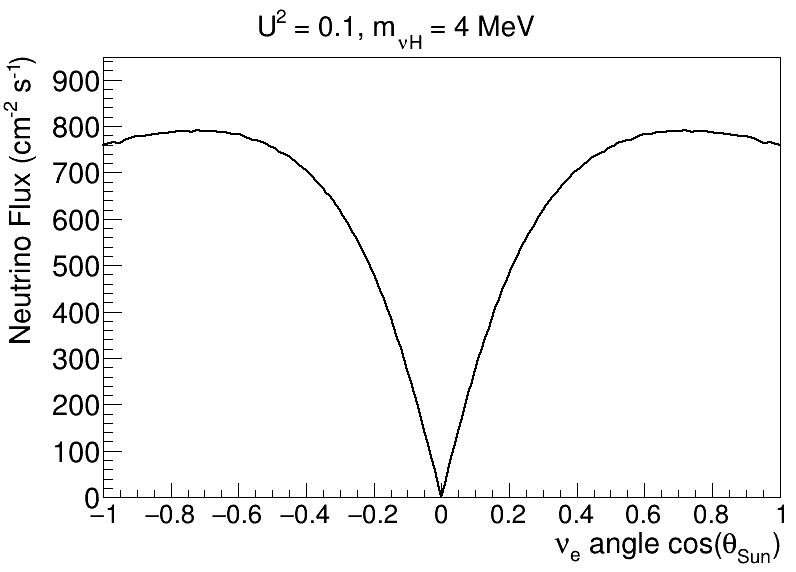 U² = 0.1, m_νH = 4 MeV
Neutrino Flux (cm⁻² s⁻¹)
900
800
700
600
500
400
300
200
100
0
−1 −0.8 −0.6 −0.4 −0.2 0 0.2 0.4 0.6 0.8 1
ν_e angle cos(θ_Sun)